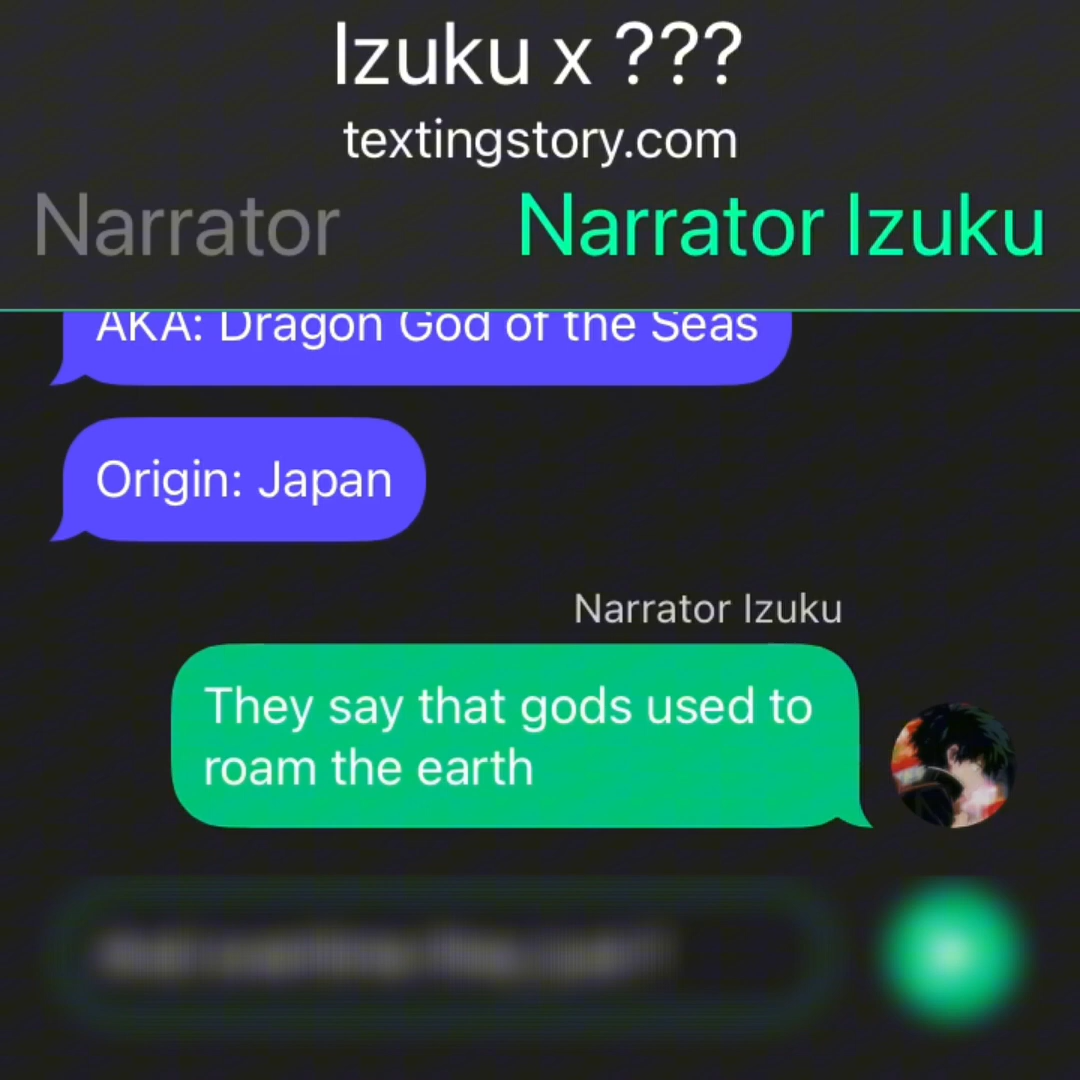 Izuku x ???
textingstory.com
Narrator Narrator Izuku
AKA: Dragon God of the Seas
Origin: Japan
Narrator Izuku
They say that gods used to
roam the earth